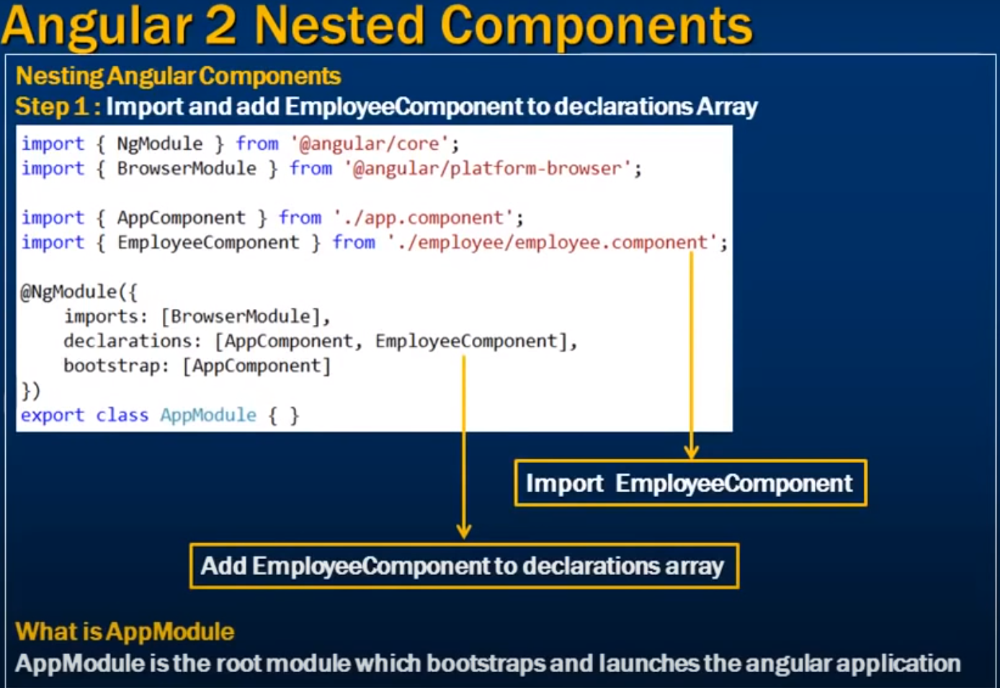 Angular 2 Nested Components
Nesting Angular Components
Step 1 : Import and add EmployeeComponent to declarations Array
import { NgModule } from '@angular/core';
import { BrowserModule } from '@angular/platform-browser';
import { AppComponent } from './app.component';
import { EmployeeComponent } from './employee/employee.component';
@NgModule({
    imports: [BrowserModule],
    declarations: [AppComponent, EmployeeComponent],
    bootstrap: [AppComponent]
})
export class AppModule { }
Import EmployeeComponent
Add EmployeeComponent to declarations array
What is AppModule
AppModule is the root module which bootstraps and launches the angular application